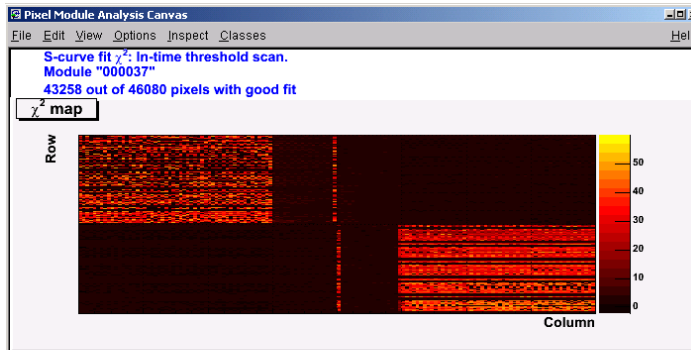 Pixel Module Analysis Canvas
File Edit View Options Inspect Classes Hel
S-curve fit χ²: In-time threshold scan.
Module "000037"
43258 out of 46080 pixels with good fit
χ² map
Row
50
40
30
20
10
0
Column